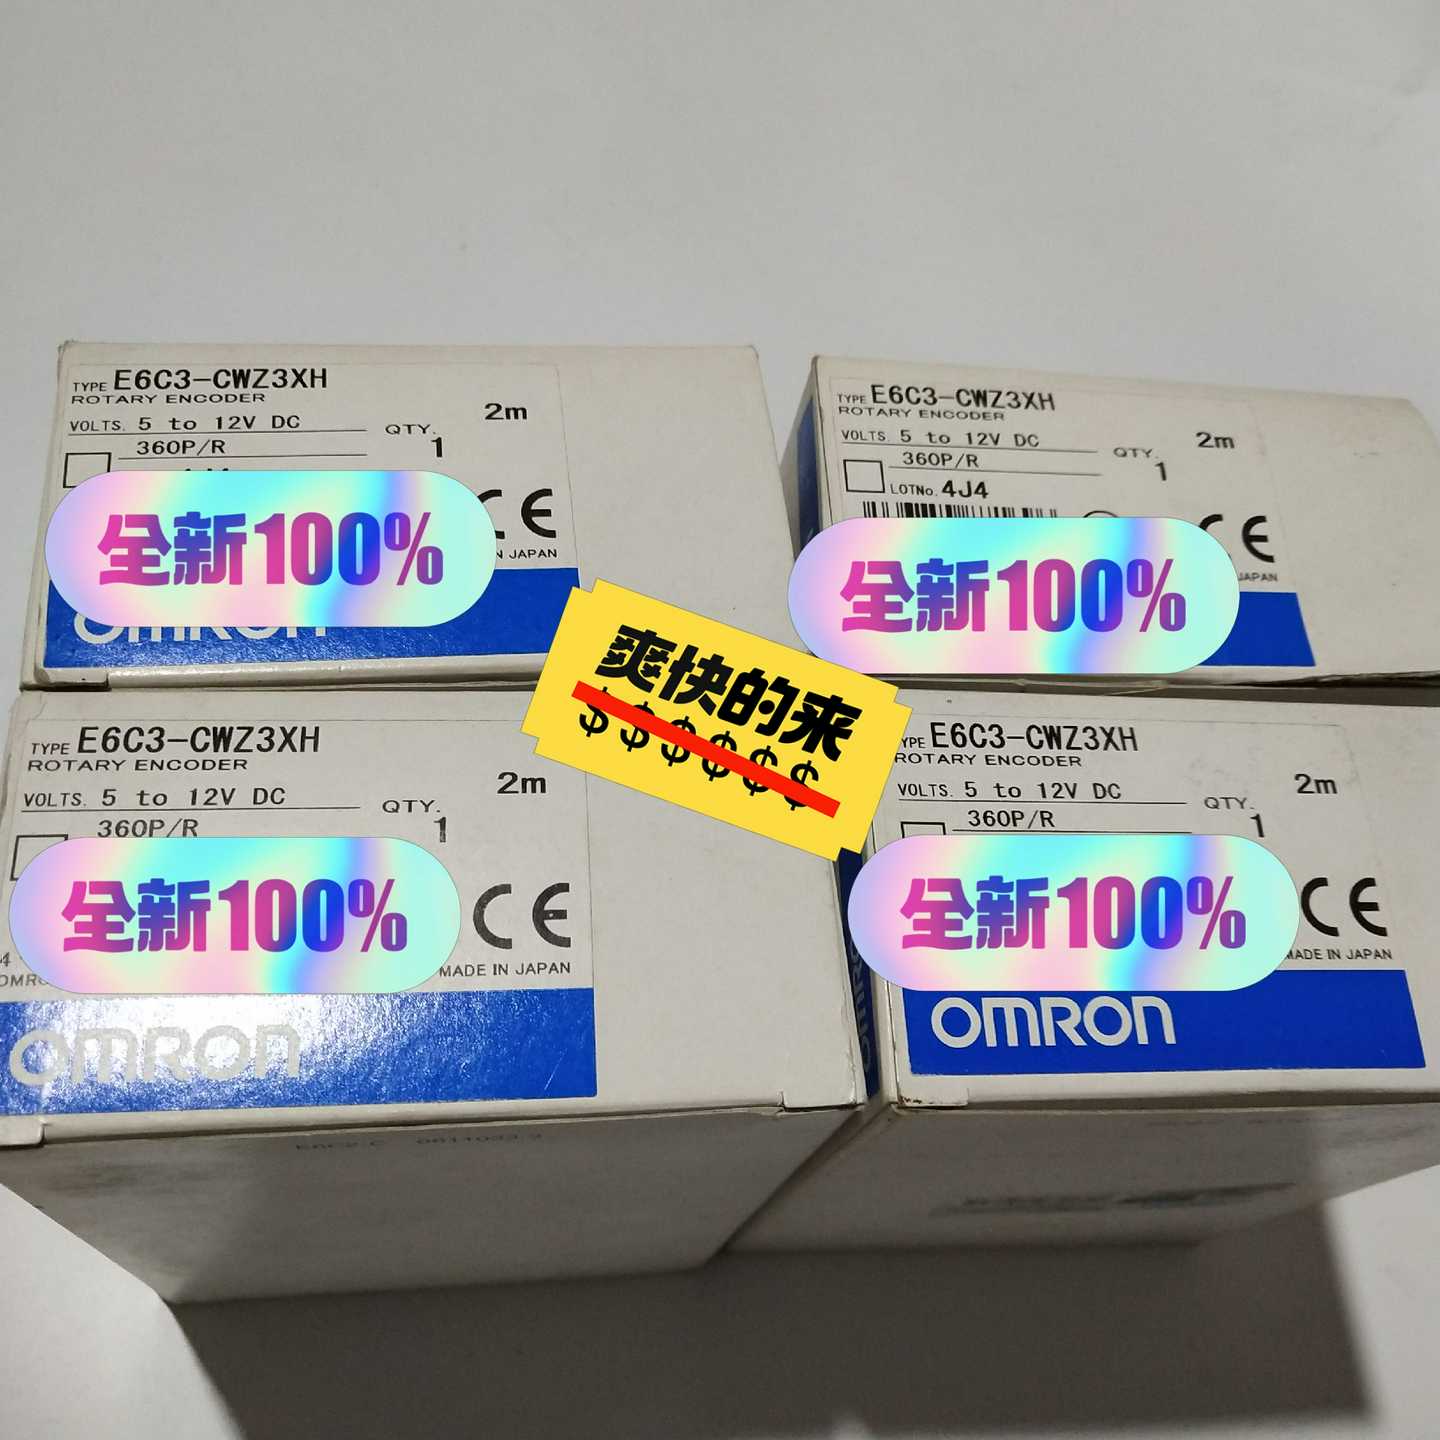 TYPE E6C3-CWZ3XH
ROTARY ENCODER
2m
VOLTS. 5 to 12V DC
QTY.
360P/R
1
全新100%
CE
N JAPAN
OMRON
TYPE E6C3-CWZ3XH
ROTARY ENCODER
2m
VOLTS. 5 to 12V DC
QTY.
360P/R
1
LOTNo. 4J4
全新100%
CE
JAPAN
爽快的来
$$$$$$
TYPE E6C3-CWZ3XH
ROTARY ENCODER
2m
VOLTS. 5 to 12V DC
QTY.
360P/R
1
全新100%
CE
MADE IN JAPAN
OMRON
YPE E6C3-CWZ3XH
ROTARY ENCODER
2m
VOLTS. 5 to 12V DC
QTY.
360P/R
1
全新100%
CE
MADE IN JAPAN
OMRON